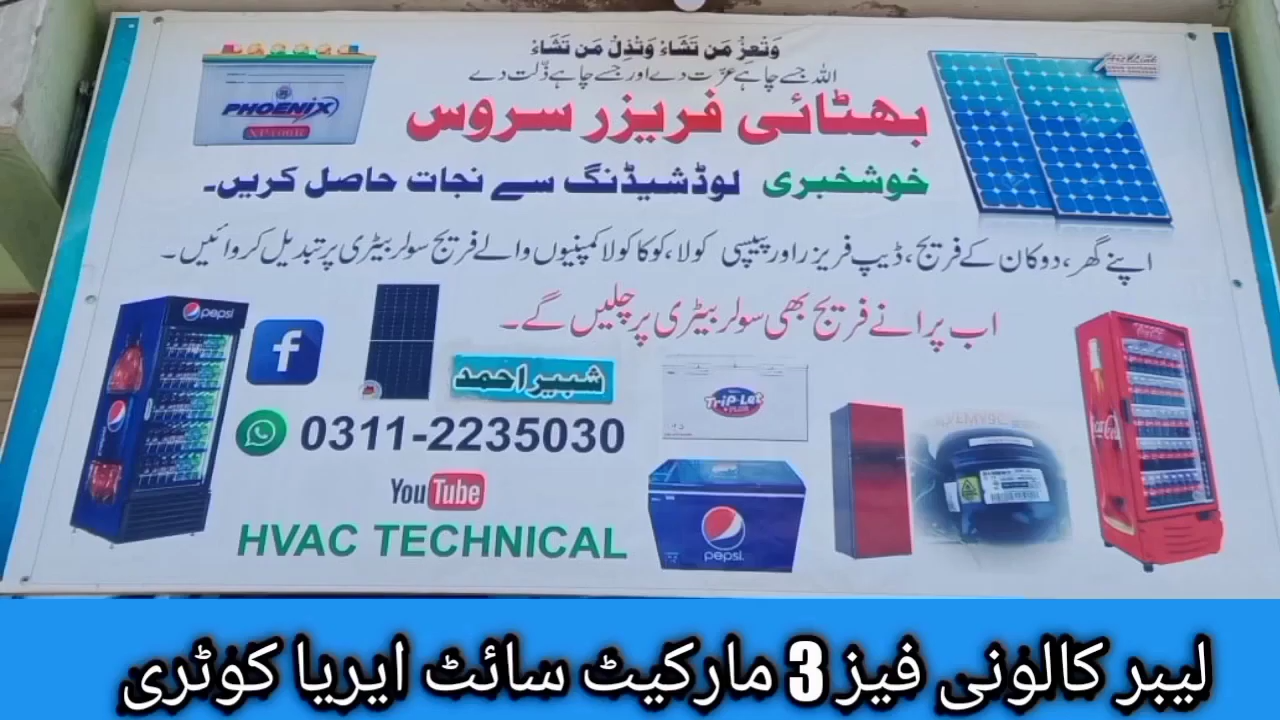 وَتُعِزُّ مَن تَشَاءُ وَتُذِلُّ مَن تَشَاءُ
اللہ جسے چاہے عزت دے اور جسے چاہے ذلت دے
بھٹائی فریزر سروس
خوشخبری لوڈشیڈنگ سے نجات حاصل کریں۔
اپنے گھر، دوکان کے فریج، ڈیپ فریزر اور پیپسی کولا، کوکا کولا کمپنیوں والے فریج سولر بیٹری پر تبدیل کروائیں۔
اب پرانے فریج بھی سولر بیٹری پر چلیں گے۔
شبیر احمد
0311-2235030
YouTube
HVAC TECHNICAL
PHOENIX
pepsi
Trip-Let
pepsi.
Coca-Cola
لیبر کالونی فیز 3 مارکیٹ سائٹ ایریا کوٹری